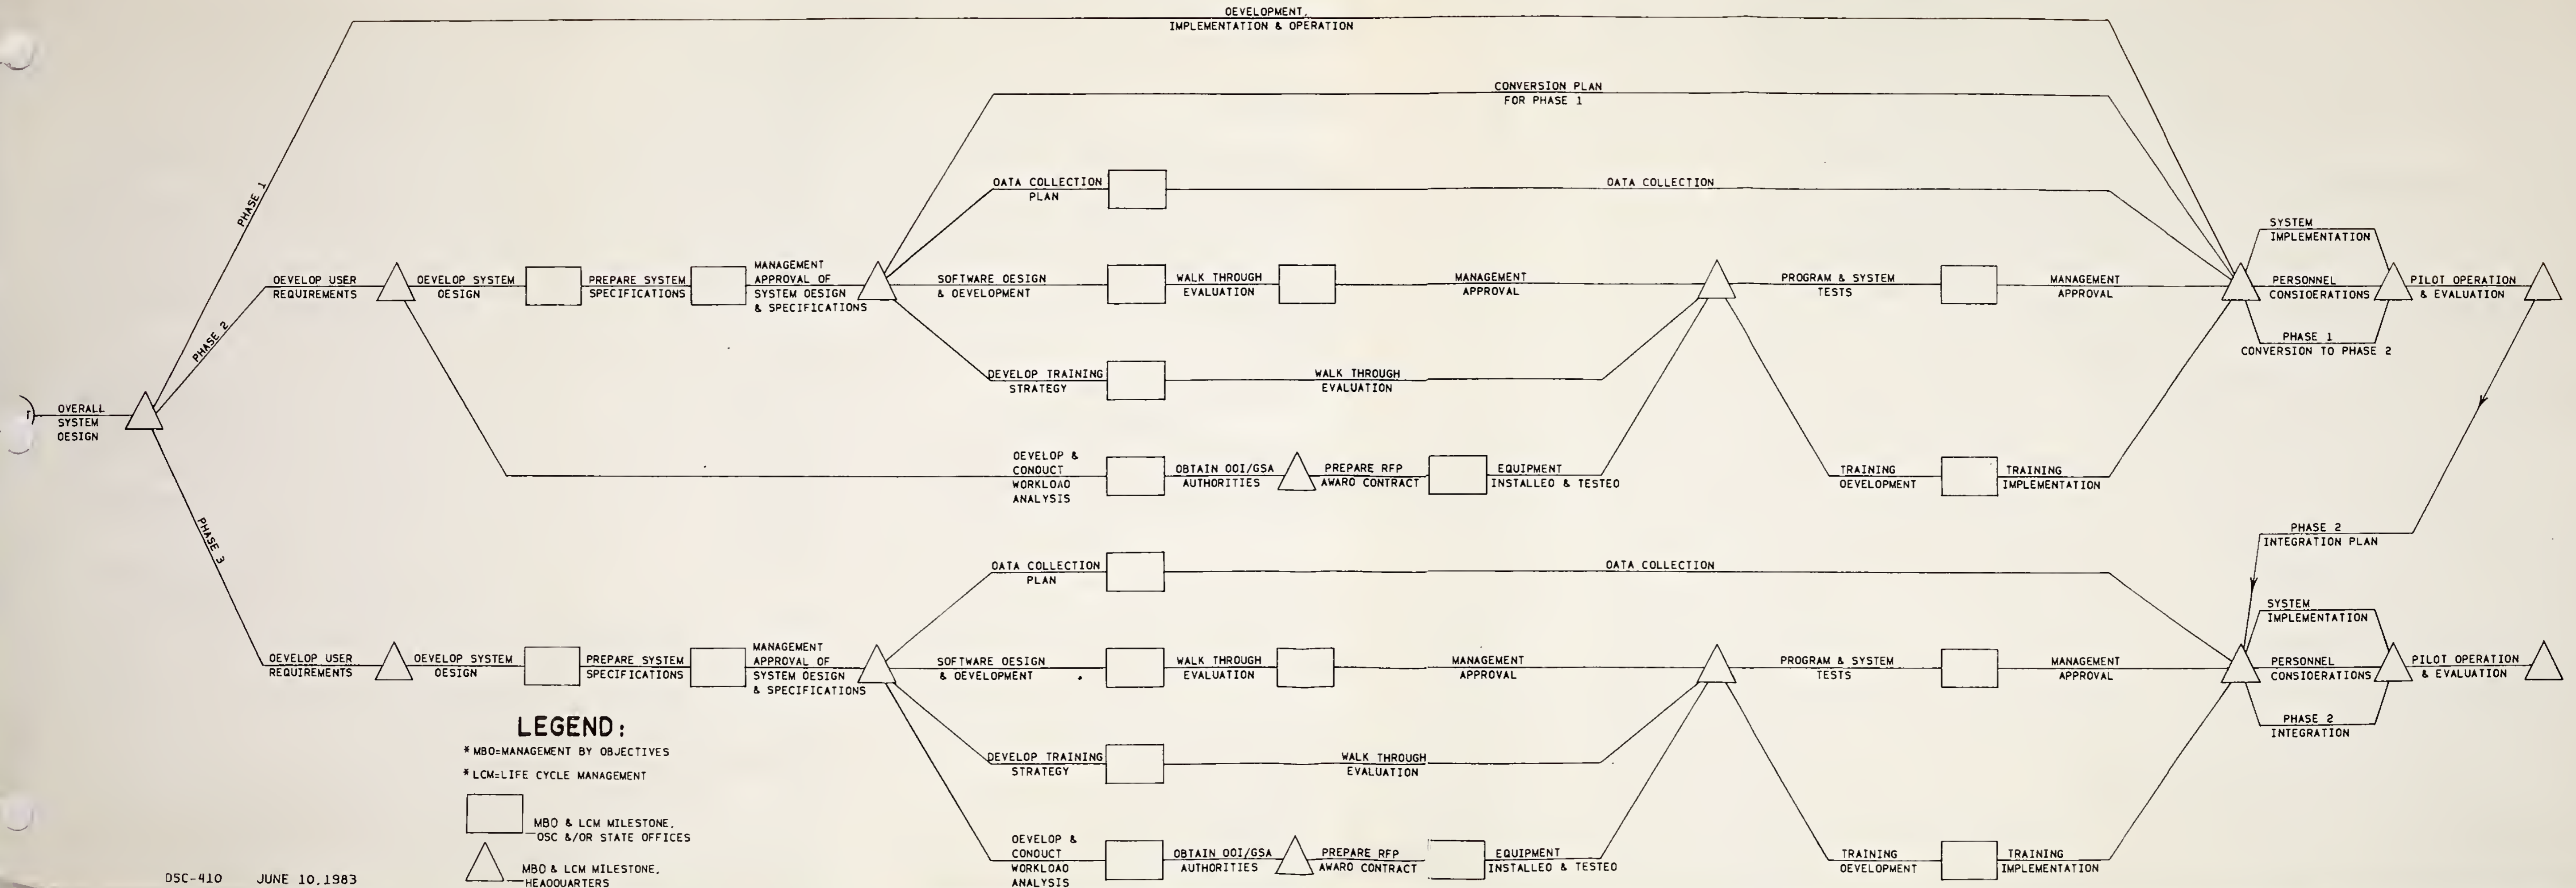 DEVELOPMENT,
IMPLEMENTATION & OPERATION
CONVERSION PLAN
FOR PHASE 1
PHASE 1
DATA COLLECTION
PLAN
DATA COLLECTION
PHASE 2
DEVELOP USER
REQUIREMENTS
DEVELOP SYSTEM
DESIGN
PREPARE SYSTEM
SPECIFICATIONS
MANAGEMENT
APPROVAL OF
SYSTEM DESIGN
& SPECIFICATIONS
SOFTWARE DESIGN
& DEVELOPMENT
WALK THROUGH
EVALUATION
MANAGEMENT
APPROVAL
PROGRAM & SYSTEM
TESTS
MANAGEMENT
APPROVAL
SYSTEM
IMPLEMENTATION
PERSONNEL
CONSIDERATIONS
PHASE 1
CONVERSION TO PHASE 2
PILOT OPERATION
& EVALUATION
DEVELOP TRAINING
STRATEGY
WALK THROUGH
EVALUATION
OVERALL
SYSTEM
DESIGN
DEVELOP &
CONDUCT
WORKLOAD
ANALYSIS
OBTAIN DOI/GSA
AUTHORITIES
PREPARE RFP
AWARD CONTRACT
EQUIPMENT
INSTALLED & TESTED
TRAINING
DEVELOPMENT
TRAINING
IMPLEMENTATION
PHASE 3
PHASE 2
INTEGRATION PLAN
DATA COLLECTION
PLAN
DATA COLLECTION
DEVELOP USER
REQUIREMENTS
DEVELOP SYSTEM
DESIGN
PREPARE SYSTEM
SPECIFICATIONS
MANAGEMENT
APPROVAL OF
SYSTEM DESIGN
& SPECIFICATIONS
SOFTWARE DESIGN
& DEVELOPMENT
WALK THROUGH
EVALUATION
MANAGEMENT
APPROVAL
PROGRAM & SYSTEM
TESTS
MANAGEMENT
APPROVAL
SYSTEM
IMPLEMENTATION
PERSONNEL
CONSIDERATIONS
PHASE 2
INTEGRATION
PILOT OPERATION
& EVALUATION
DEVELOP TRAINING
STRATEGY
WALK THROUGH
EVALUATION
DEVELOP &
CONDUCT
WORKLOAD
ANALYSIS
OBTAIN DOI/GSA
AUTHORITIES
PREPARE RFP
AWARD CONTRACT
EQUIPMENT
INSTALLED & TESTED
TRAINING
DEVELOPMENT
TRAINING
IMPLEMENTATION
LEGEND:
* MBO=MANAGEMENT BY OBJECTIVES
* LCM=LIFE CYCLE MANAGEMENT
MBO & LCM MILESTONE,
OSC &/OR STATE OFFICES
MBO & LCM MILESTONE,
HEADQUARTERS
DSC-410 JUNE 10,1983